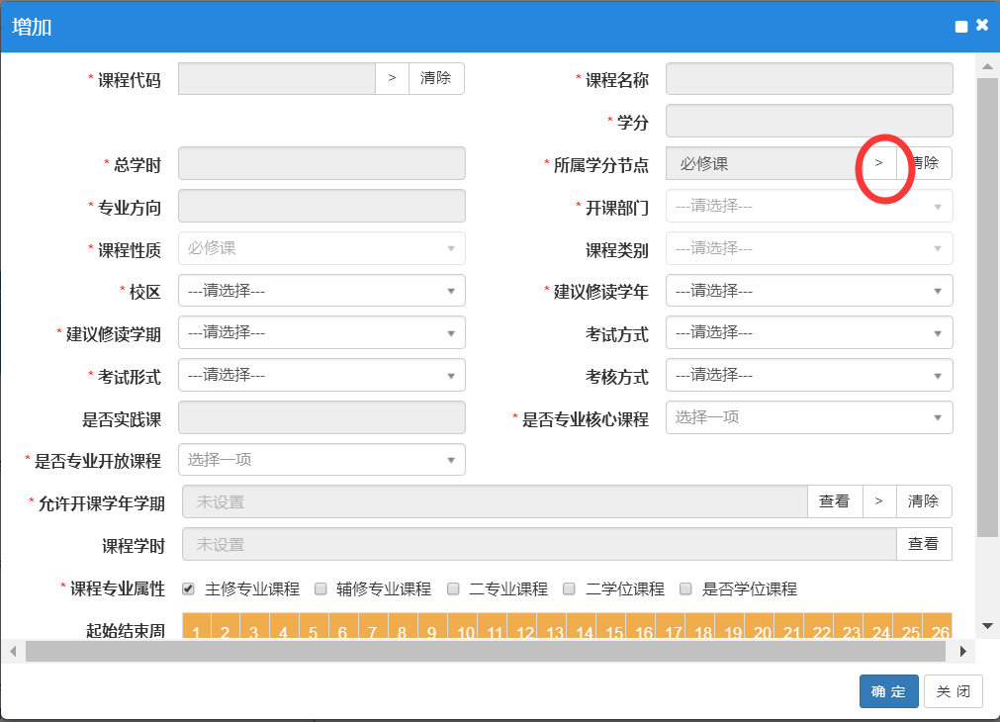 增加
* 课程代码 > 清除 * 课程名称
* 学分
* 总学时 * 所属学分节点 必修课 > 清除
* 专业方向 * 开课部门 ---请选择---
* 课程性质 必修课 课程类别 ---请选择---
* 校区 ---请选择--- * 建议修读学年 ---请选择---
* 建议修读学期 ---请选择--- 考试方式 ---请选择---
* 考试形式 ---请选择--- 考核方式 ---请选择---
是否实践课 * 是否专业核心课程 选择一项
* 是否专业开放课程 选择一项
* 允许开课学年学期 未设置 查看 > 清除
课程学时 未设置 查看
* 课程专业属性 主修专业课程 辅修专业课程 二专业课程 二学位课程 是否学位课程
起始结束周 1 2 3 4 5 6 7 8 9 10 11 12 13 14 15 16 17 18 19 20 21 22 23 24 25 26
确 定 关 闭